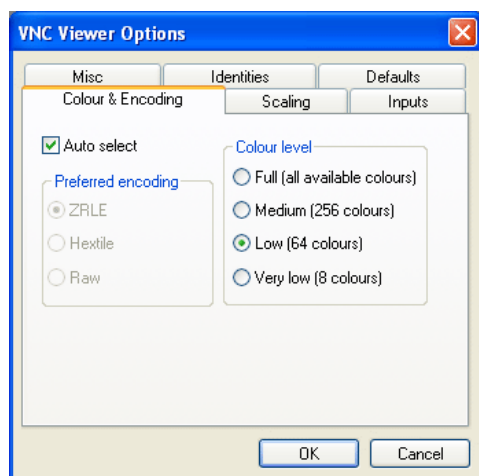 VNC Viewer Options
Misc
Identities
Defaults
Colour & Encoding
Scaling
Inputs
Auto select
Preferred encoding
ZRLE
Hextile
Raw
Colour level
Full (all available colours)
Medium (256 colours)
Low (64 colours)
Very low (8 colours)
OK
Cancel